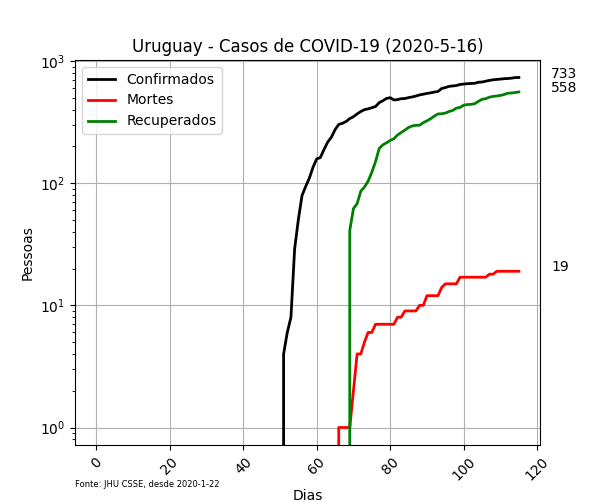 Uruguay - Casos de COVID-19 (2020-5-16)
Confirmados
Mortes
Recuperados
733
558
19
10³
10²
10¹
10⁰
Pessoas
0 20 40 60 80 100 120
Fonte: JHU CSSE, desde 2020-1-22
Dias